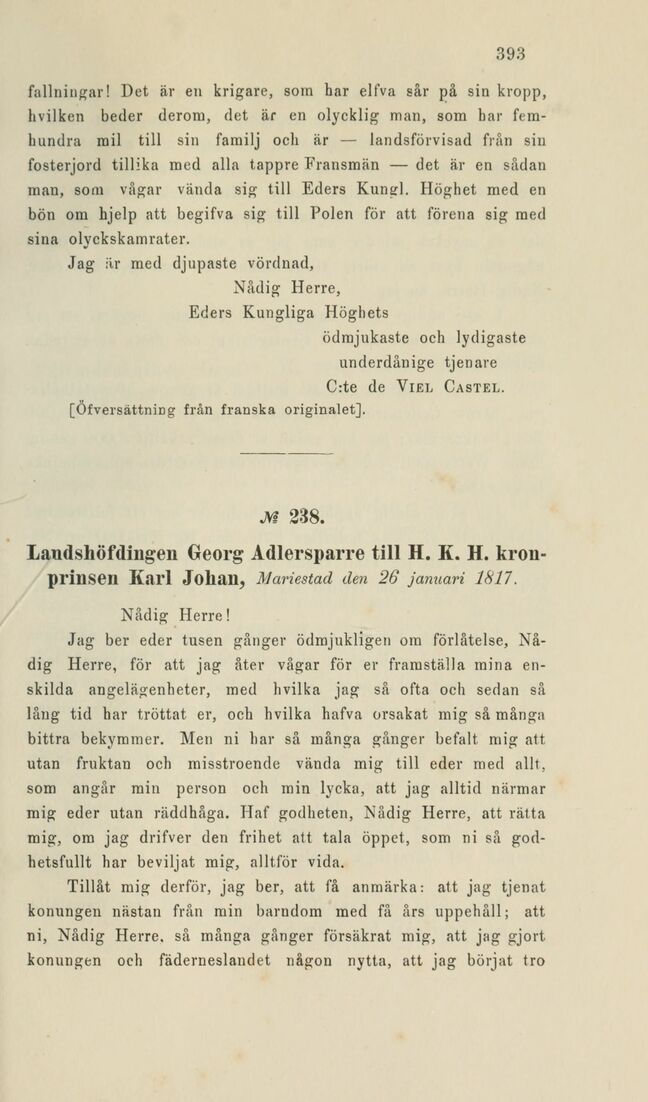 393
fallningar! Det är en krigare, som har elfva sår på sin kropp,
hvilken beder derom, det är en olycklig man, som har fem-
hundra mil till sin familj och är — landsförvisad från sin
fosterjord tillika med alla tappre Fransmän — det är en sådan
man, som vågar vända sig till Eders Kungl. Höghet med en
bön om hjelp att begifva sig till Polen för att förena sig med
sina olyckskamrater.
Jag är med djupaste vördnad,
Nådig Herre,
Eders Kungliga Höghets
ödmjukaste och lydigaste
underdånige tjenare
C:te de Viel Castel.
[Öfversättning från franska originalet].
№ 238.
Landshöfdingen Georg Adlersparre till H. K. H. kron-
prinsen Karl Johan, Mariestad den 26 januari 1817.
Nådig Herre!
Jag ber eder tusen gånger ödmjukligen om förlåtelse, Nå-
dig Herre, för att jag åter vågar för er framställa mina en-
skilda angelägenheter, med hvilka jag så ofta och sedan så
lång tid har tröttat er, och hvilka hafva orsakat mig så många
bittra bekymmer. Men ni har så många gånger befalt mig att
utan fruktan och misstroende vända mig till eder med allt,
som angår min person och min lycka, att jag alltid närmar
mig eder utan räddhåga. Haf godheten, Nådig Herre, att rätta
mig, om jag drifver den frihet att tala öppet, som ni så god-
hetsfullt har beviljat mig, alltför vida.
Tillåt mig derför, jag ber, att få anmärka: att jag tjenat
konungen nästan från min barndom med få års uppehåll; att
ni, Nådig Herre, så många gånger försäkrat mig, att jag gjort
konungen och fäderneslandet någon nytta, att jag börjat tro